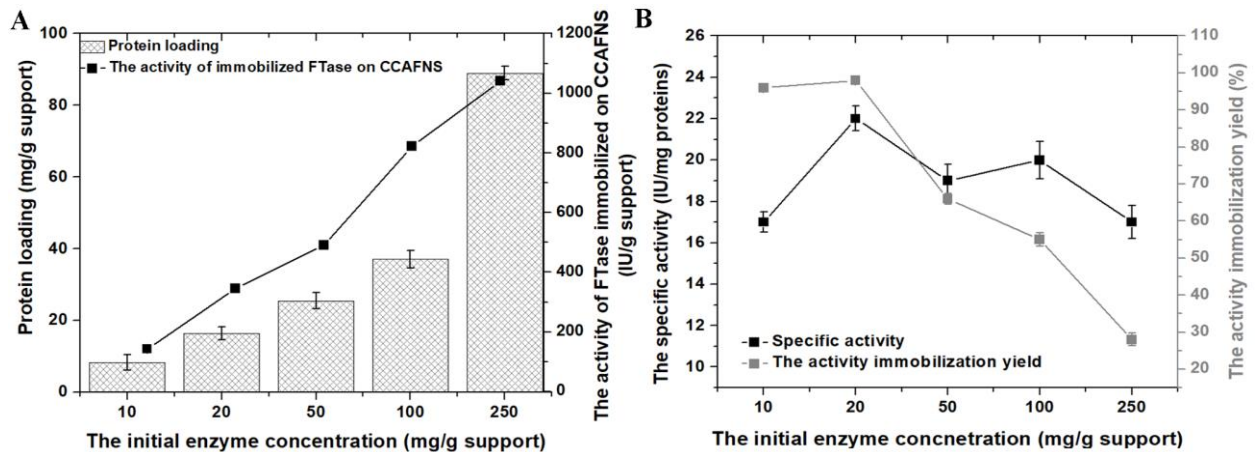 A
Protein loading (mg/g support)
100
80
60
40
20
0
Protein loading
The activity of immobilized FTase on CCAFNS
1200
1000
800
600
400
200
0
The activity of FTase immobilized on CCAFNS
(IU/g support)
10 20 50 100 250
The initial enzyme concentration (mg/g support)
B
The specific activity (IU/mg proteins)
26
24
22
20
18
16
14
12
10
Specific activity
The activity immobilization yield
110
100
90
80
70
60
50
40
30
20
The activity immobilization yield (%)
10 20 50 100 250
The initial enzyme concnetration (mg/g support)